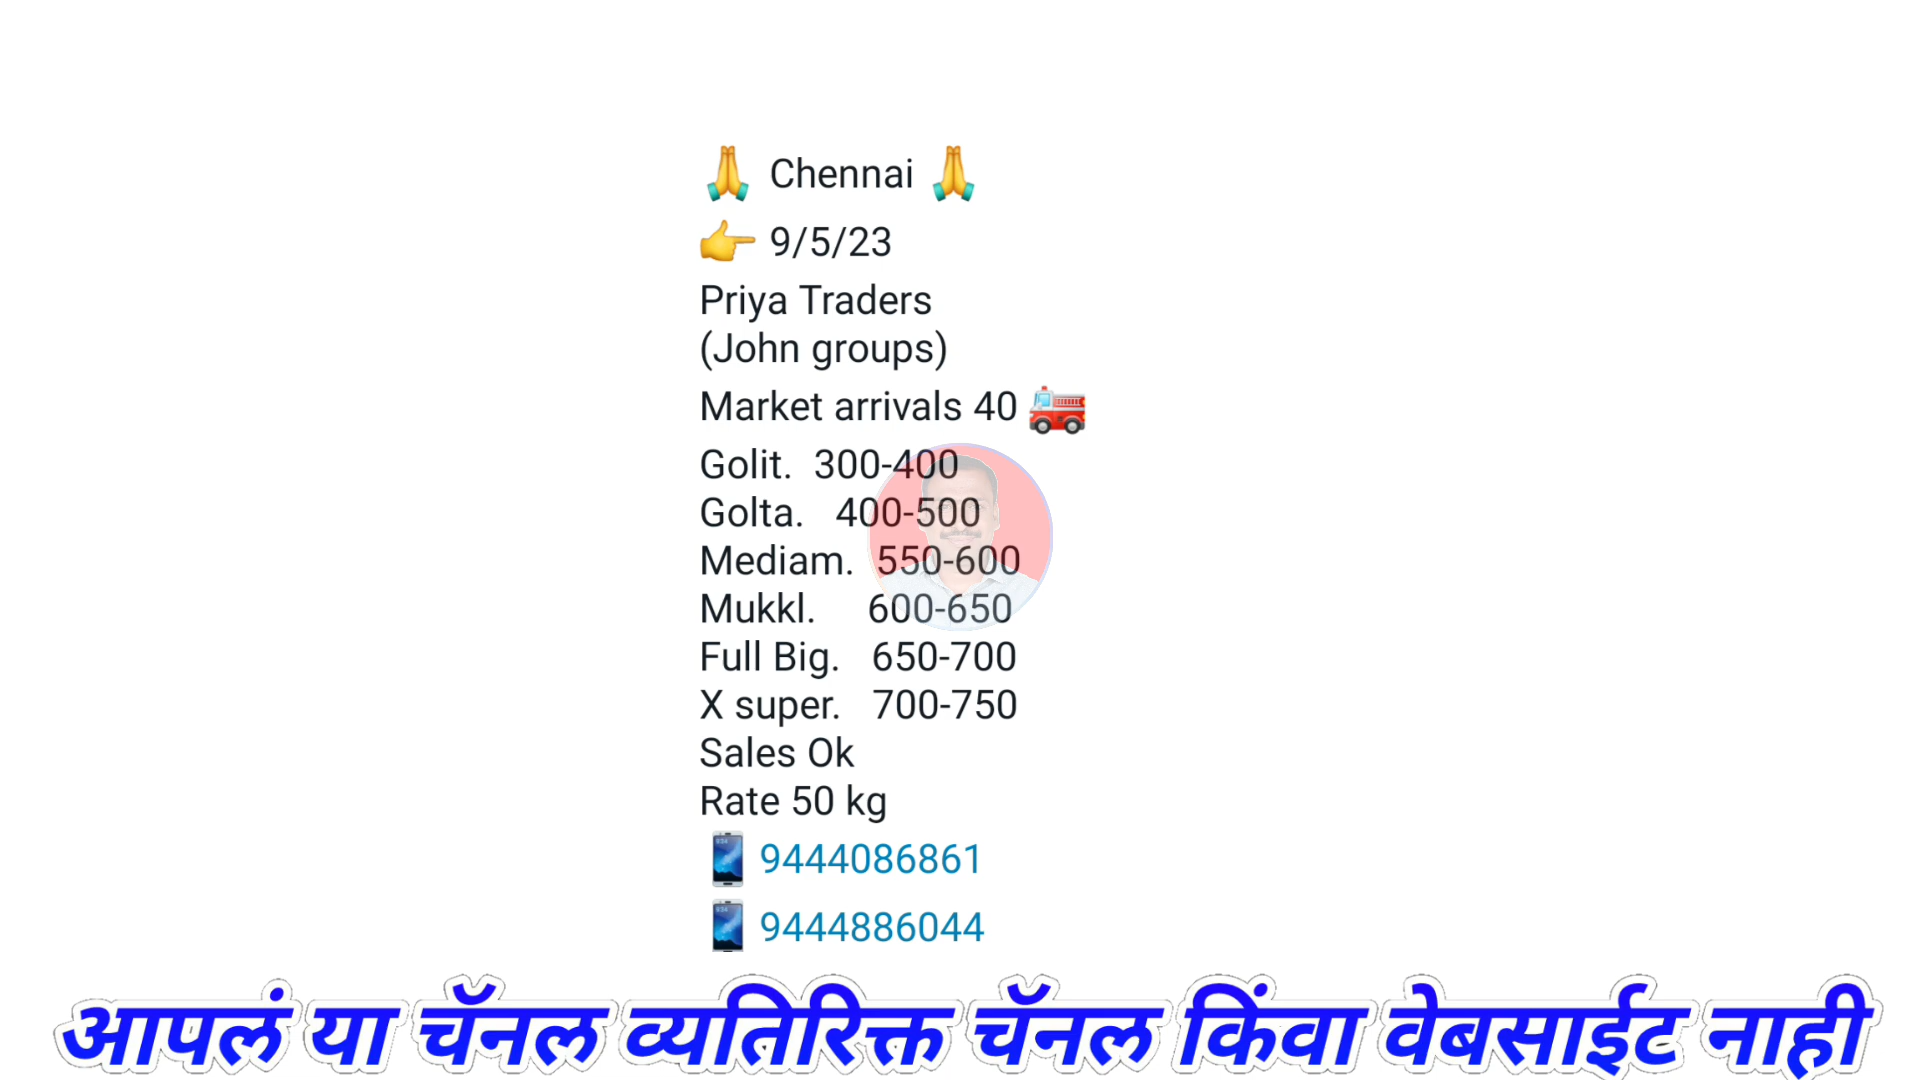 🙏 Chennai 🙏
👉 9/5/23
Priya Traders
(John groups)
Market arrivals 40 🚒
Golit. 300-400
Golta. 400-500
Mediam. 550-600
Mukkl. 600-650
Full Big. 650-700
X super. 700-750
Sales Ok
Rate 50 kg
📱 9444086861
📱 9444886044
आपलं या चॅनल व्यतिरिक्त चॅनल किंवा वेबसाईट नाही